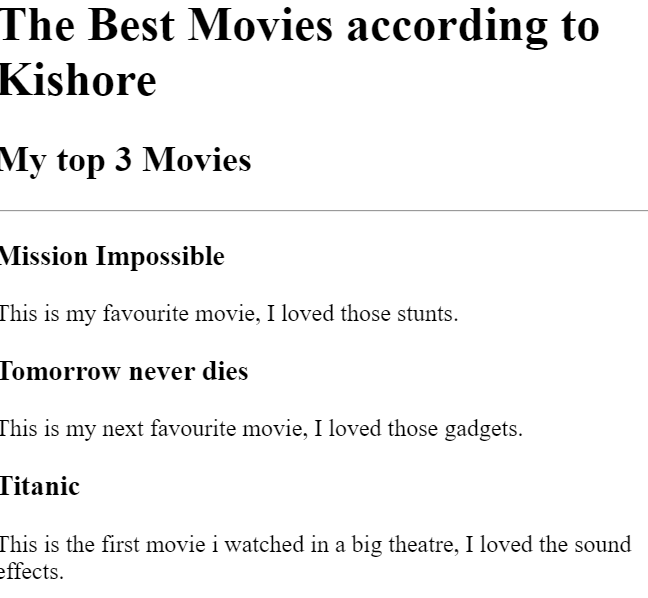 The Best Movies according to
Kishore
My top 3 Movies
Mission Impossible
This is my favourite movie, I loved those stunts.
Tomorrow never dies
This is my next favourite movie, I loved those gadgets.
Titanic
This is the first movie i watched in a big theatre, I loved the sound
effects.